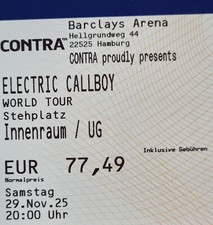 Barclays Arena
Hellgrundweg 44
22525 Hamburg
CONTRA™
CONTRA proudly presents
ELECTRIC CALLBOY
WORLD TOUR
Stehplatz
Innenraum / UG
Inklusive Gebühren
EUR 77,49
Normalpreis
Samstag
29.Nov.25
20:00 Uhr